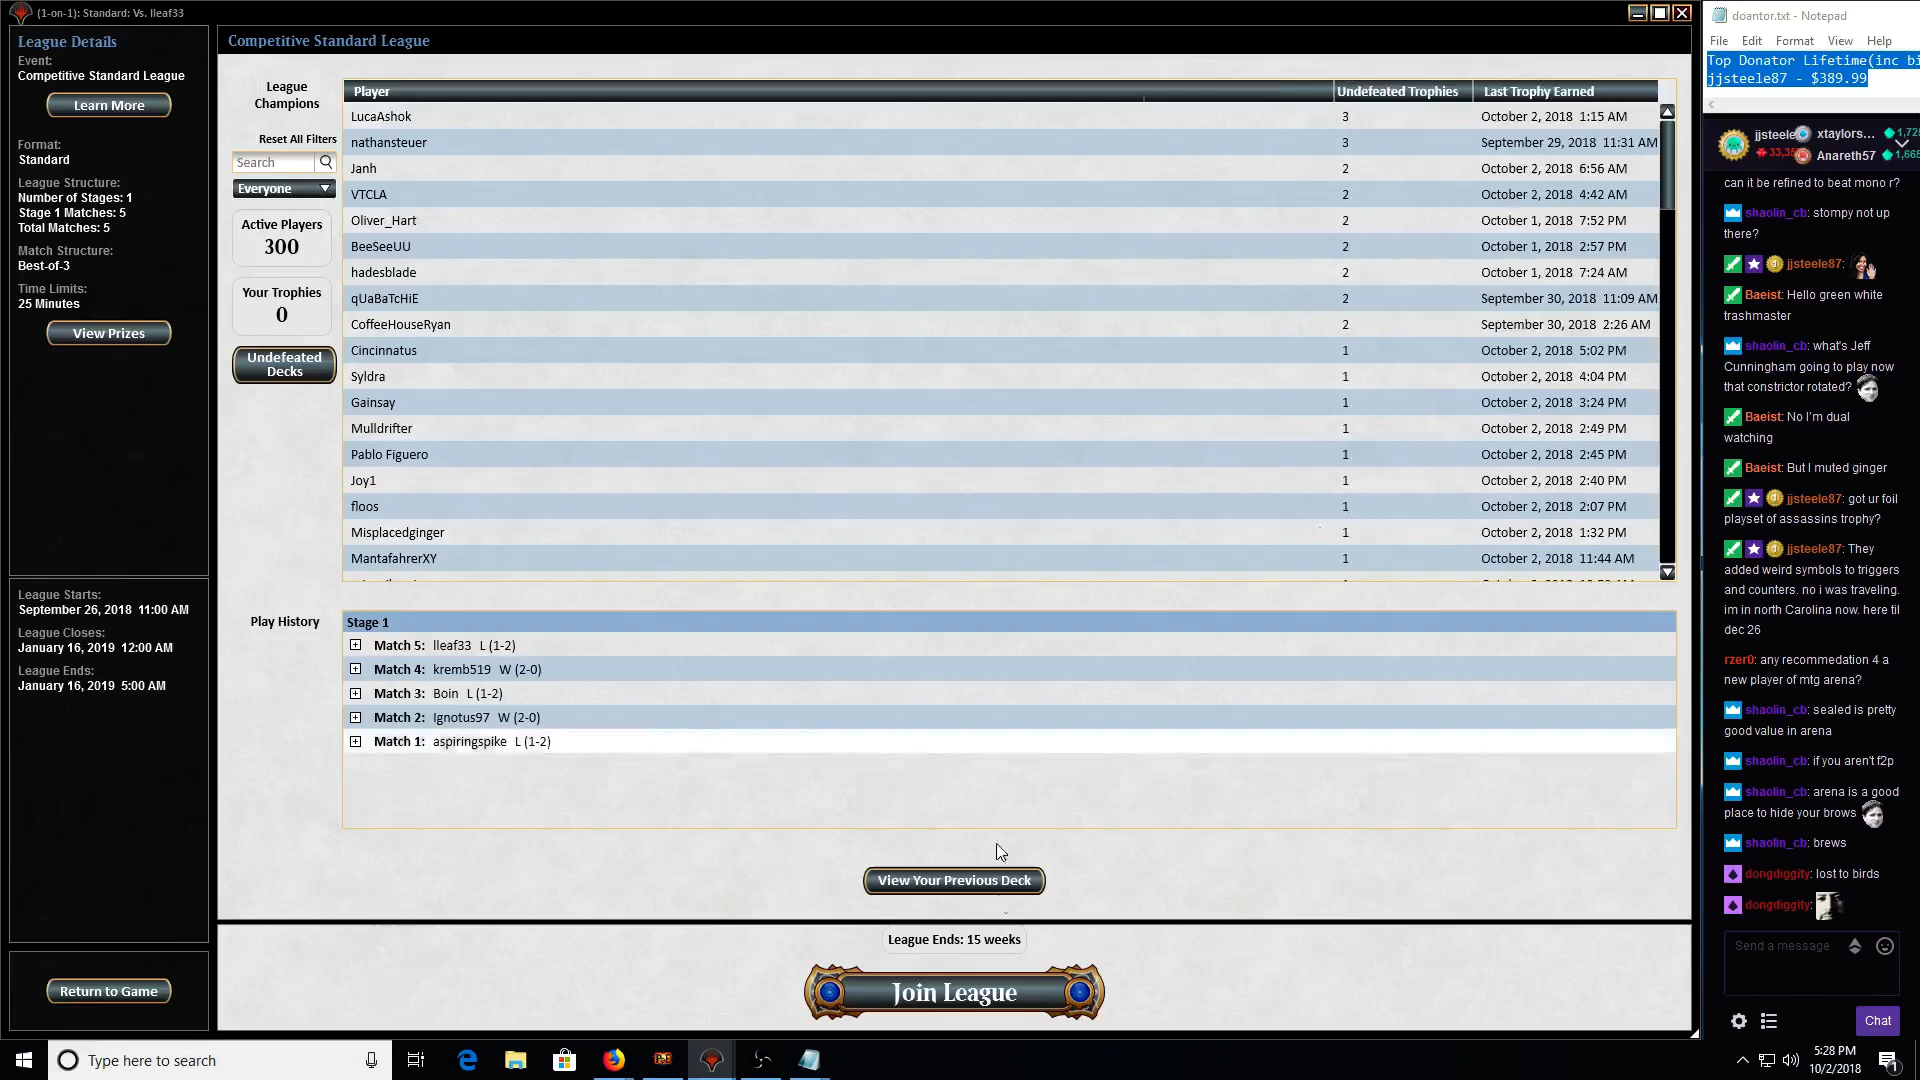 (1-on-1): Standard: Vs. lleaf33
League Details
Event:
Competitive Standard League
Learn More
Format:
Standard
League Structure:
Number of Stages: 1
Stage 1 Matches: 5
Total Matches: 5
Match Structure:
Best-of-3
Time Limits:
25 Minutes
View Prizes
League Starts:
September 26, 2018 11:00 AM
League Closes:
January 16, 2019 12:00 AM
League Ends:
January 16, 2019 5:00 AM
Return to Game
Competitive Standard League
League
Champions
Reset All Filters
Search
Everyone
Active Players
300
Your Trophies
0
Undefeated
Decks
Player Undefeated Trophies Last Trophy Earned
LucaAshok 3 October 2, 2018 1:15 AM
nathansteuer 3 September 29, 2018 11:31 AM
Janh 2 October 2, 2018 6:56 AM
VTCLA 2 October 2, 2018 4:42 AM
Oliver_Hart 2 October 1, 2018 7:52 PM
BeeSeeUU 2 October 1, 2018 2:57 PM
hadesblade 2 October 1, 2018 7:24 AM
qUaBaTcHiE 2 September 30, 2018 11:09 AM
CoffeeHouseRyan 2 September 30, 2018 2:26 AM
Cincinnatus 1 October 2, 2018 5:02 PM
Syldra 1 October 2, 2018 4:04 PM
Gainsay 1 October 2, 2018 3:24 PM
Mulldrifter 1 October 2, 2018 2:49 PM
Pablo Figuero 1 October 2, 2018 2:45 PM
Joy1 1 October 2, 2018 2:40 PM
floos 1 October 2, 2018 2:07 PM
Misplacedginger 1 October 2, 2018 1:32 PM
MantafahrerXY 1 October 2, 2018 11:44 AM
Play History
Stage 1
Match 5: lleaf33 L (1-2)
Match 4: kremb519 W (2-0)
Match 3: Boin L (1-2)
Match 2: Ignotus97 W (2-0)
Match 1: aspiringspike L (1-2)
View Your Previous Deck
League Ends: 15 weeks
Join League
doantor.txt - Notepad
File Edit Format View Help
Top Donator Lifetime(inc bi
jjsteele87 - $389.99
jjsteele xtaylors... 1,725
33,35 Anareth57 1,665
can it be refined to beat mono r?
shaolin_cb: stompy not up
there?
jjsteele87:
Baeist: Hello green white
trashmaster
shaolin_cb: what's Jeff
Cunningham going to play now
that constrictor rotated?
Baeist: No I'm dual
watching
Baeist: But I muted ginger
jjsteele87: got ur foil
playset of assassins trophy?
jjsteele87: They
added weird symbols to triggers
and counters. no i was traveling.
im in north Carolina now. here til
dec 26
rzer0: any recommedation 4 a
new player of mtg arena?
shaolin_cb: sealed is pretty
good value in arena
shaolin_cb: if you aren't f2p
shaolin_cb: arena is a good
place to hide your brows
shaolin_cb: brews
dongdiggity: lost to birds
dongdiggity:
Send a message
Chat
Type here to search
5:28 PM
10/2/2018
1